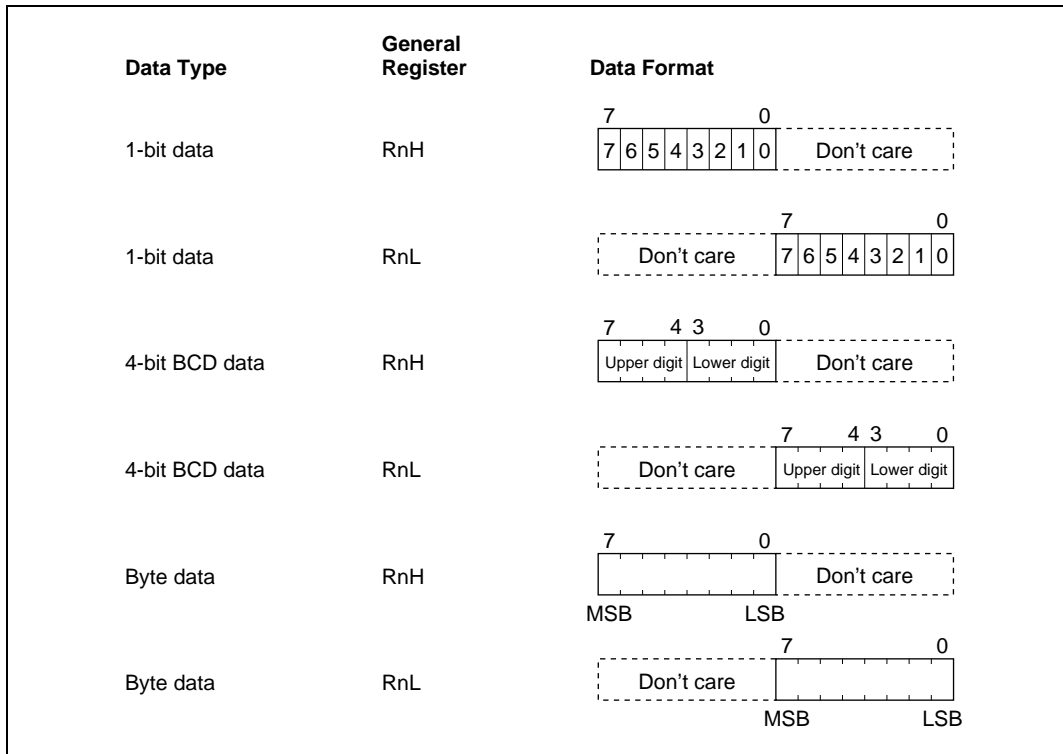 General
Data Type Register Data Format
7 0
1-bit data RnH 7 6 5 4 3 2 1 0 Don't care
7 0
1-bit data RnL Don't care 7 6 5 4 3 2 1 0
7 4 3 0
4-bit BCD data RnH Upper digit Lower digit Don't care
7 4 3 0
4-bit BCD data RnL Don't care Upper digit Lower digit
7 0
Byte data RnH Don't care
MSB LSB
7 0
Byte data RnL Don't care
MSB LSB